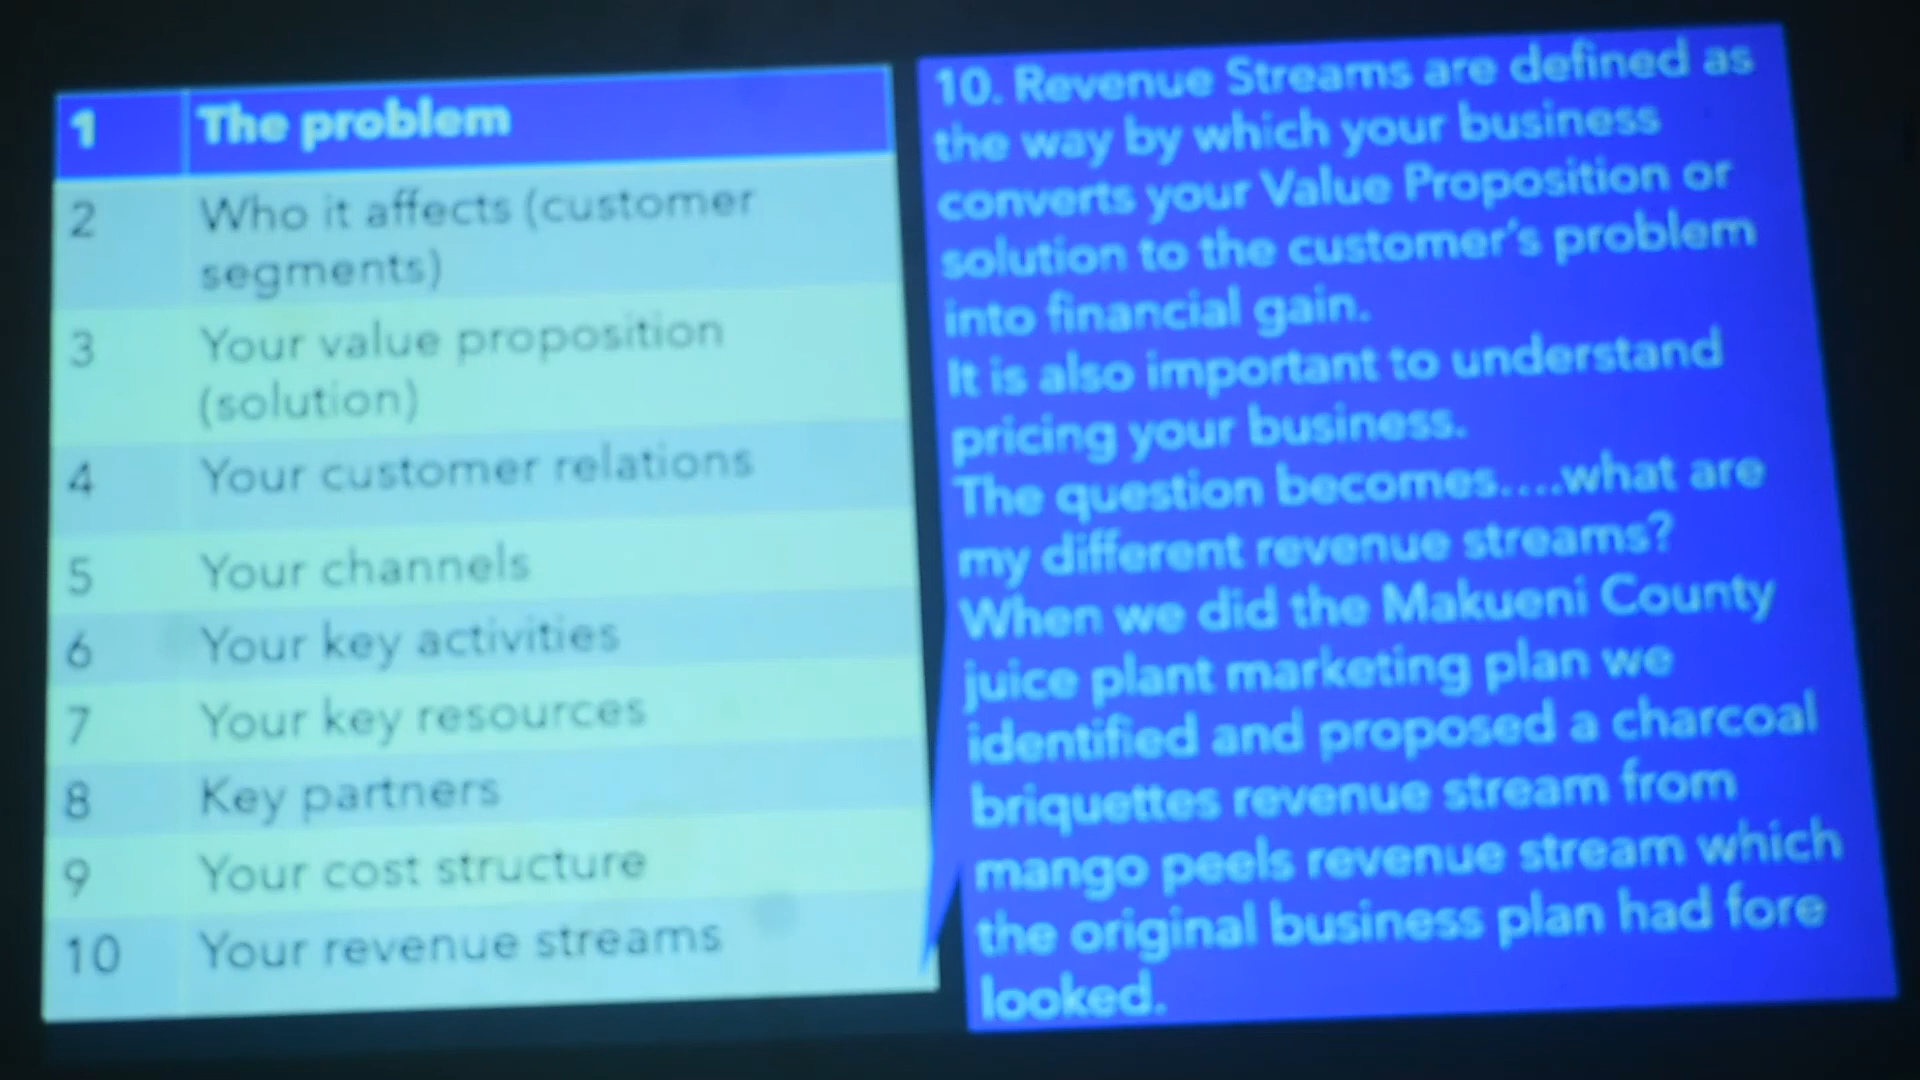 1 The problem
2 Who it affects (customer
segments)
3 Your value proposition
(solution)
4 Your customer relations
5 Your channels
6 Your key activities
7 Your key resources
8 Key partners
9 Your cost structure
10 Your revenue streams
10. Revenue Streams are defined as
the way by which your business
converts your Value Proposition or
solution to the customer's problem
into financial gain.
It is also important to understand
pricing your business.
The question becomes....what are
my different revenue streams?
When we did the Makueni County
juice plant marketing plan we
identified and proposed a charcoal
briquettes revenue stream from
mango peels revenue stream which
the original business plan had fore
looked.